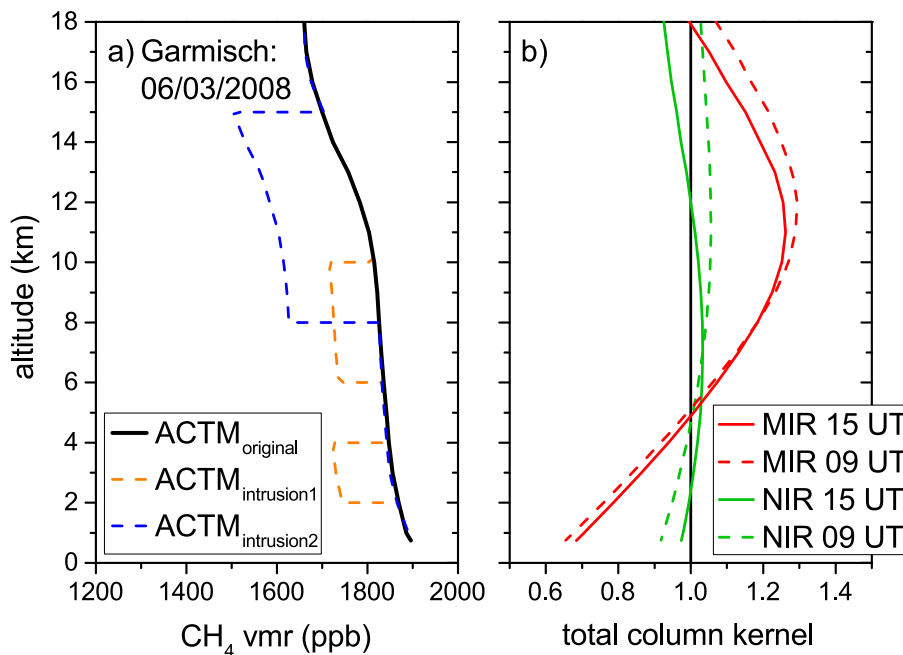 a) Garmisch:
06/03/2008
b)
18
16
14
12
10
8
6
4
2
0
altitude (km)
ACTM original
ACTM intrusion1
ACTM intrusion2
MIR 15 UT
MIR 09 UT
NIR 15 UT
NIR 09 UT
1200 1400 1600 1800 2000
0.6 0.8 1.0 1.2 1.4
CH4 vmr (ppb)
total column kernel